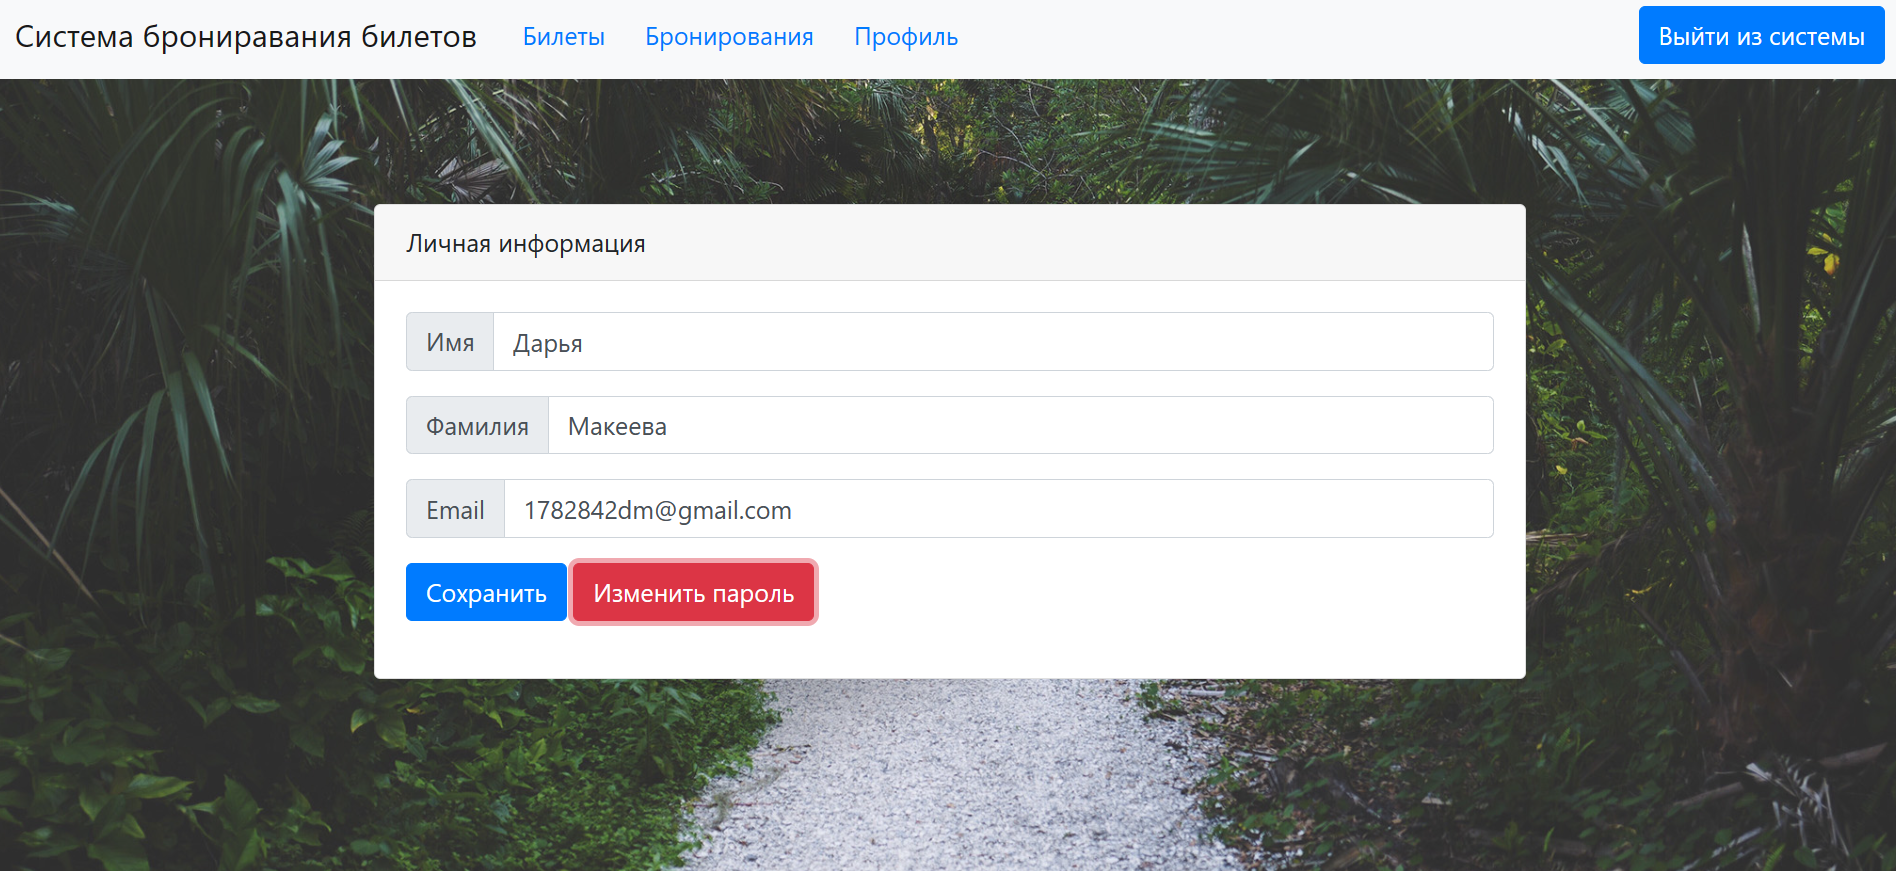 Система брониравания билетов Билеты Бронирования Профиль Выйти из системы
Личная информация
Имя Дарья
Фамилия Макеева
Email 1782842dm@gmail.com
Сохранить Изменить пароль